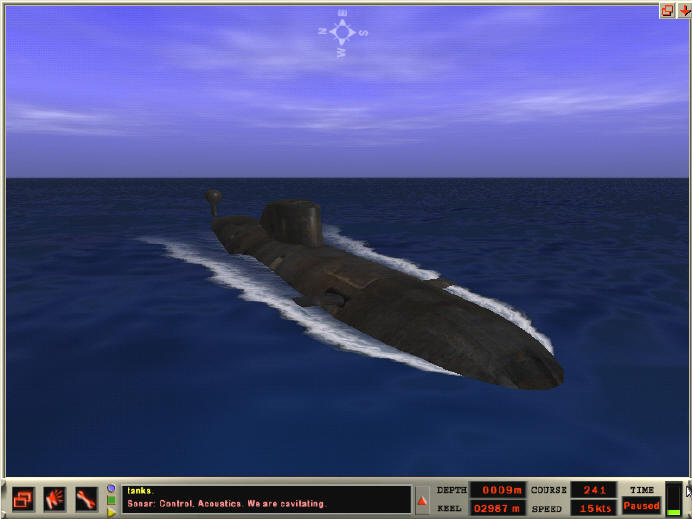 E
N S
W
tanks.
Sonar: Control, Acoustics. We are cavitating.
DEPTH 0009m COURSE 241 TIME
KEEL 02987 m SPEED 15kts Paused